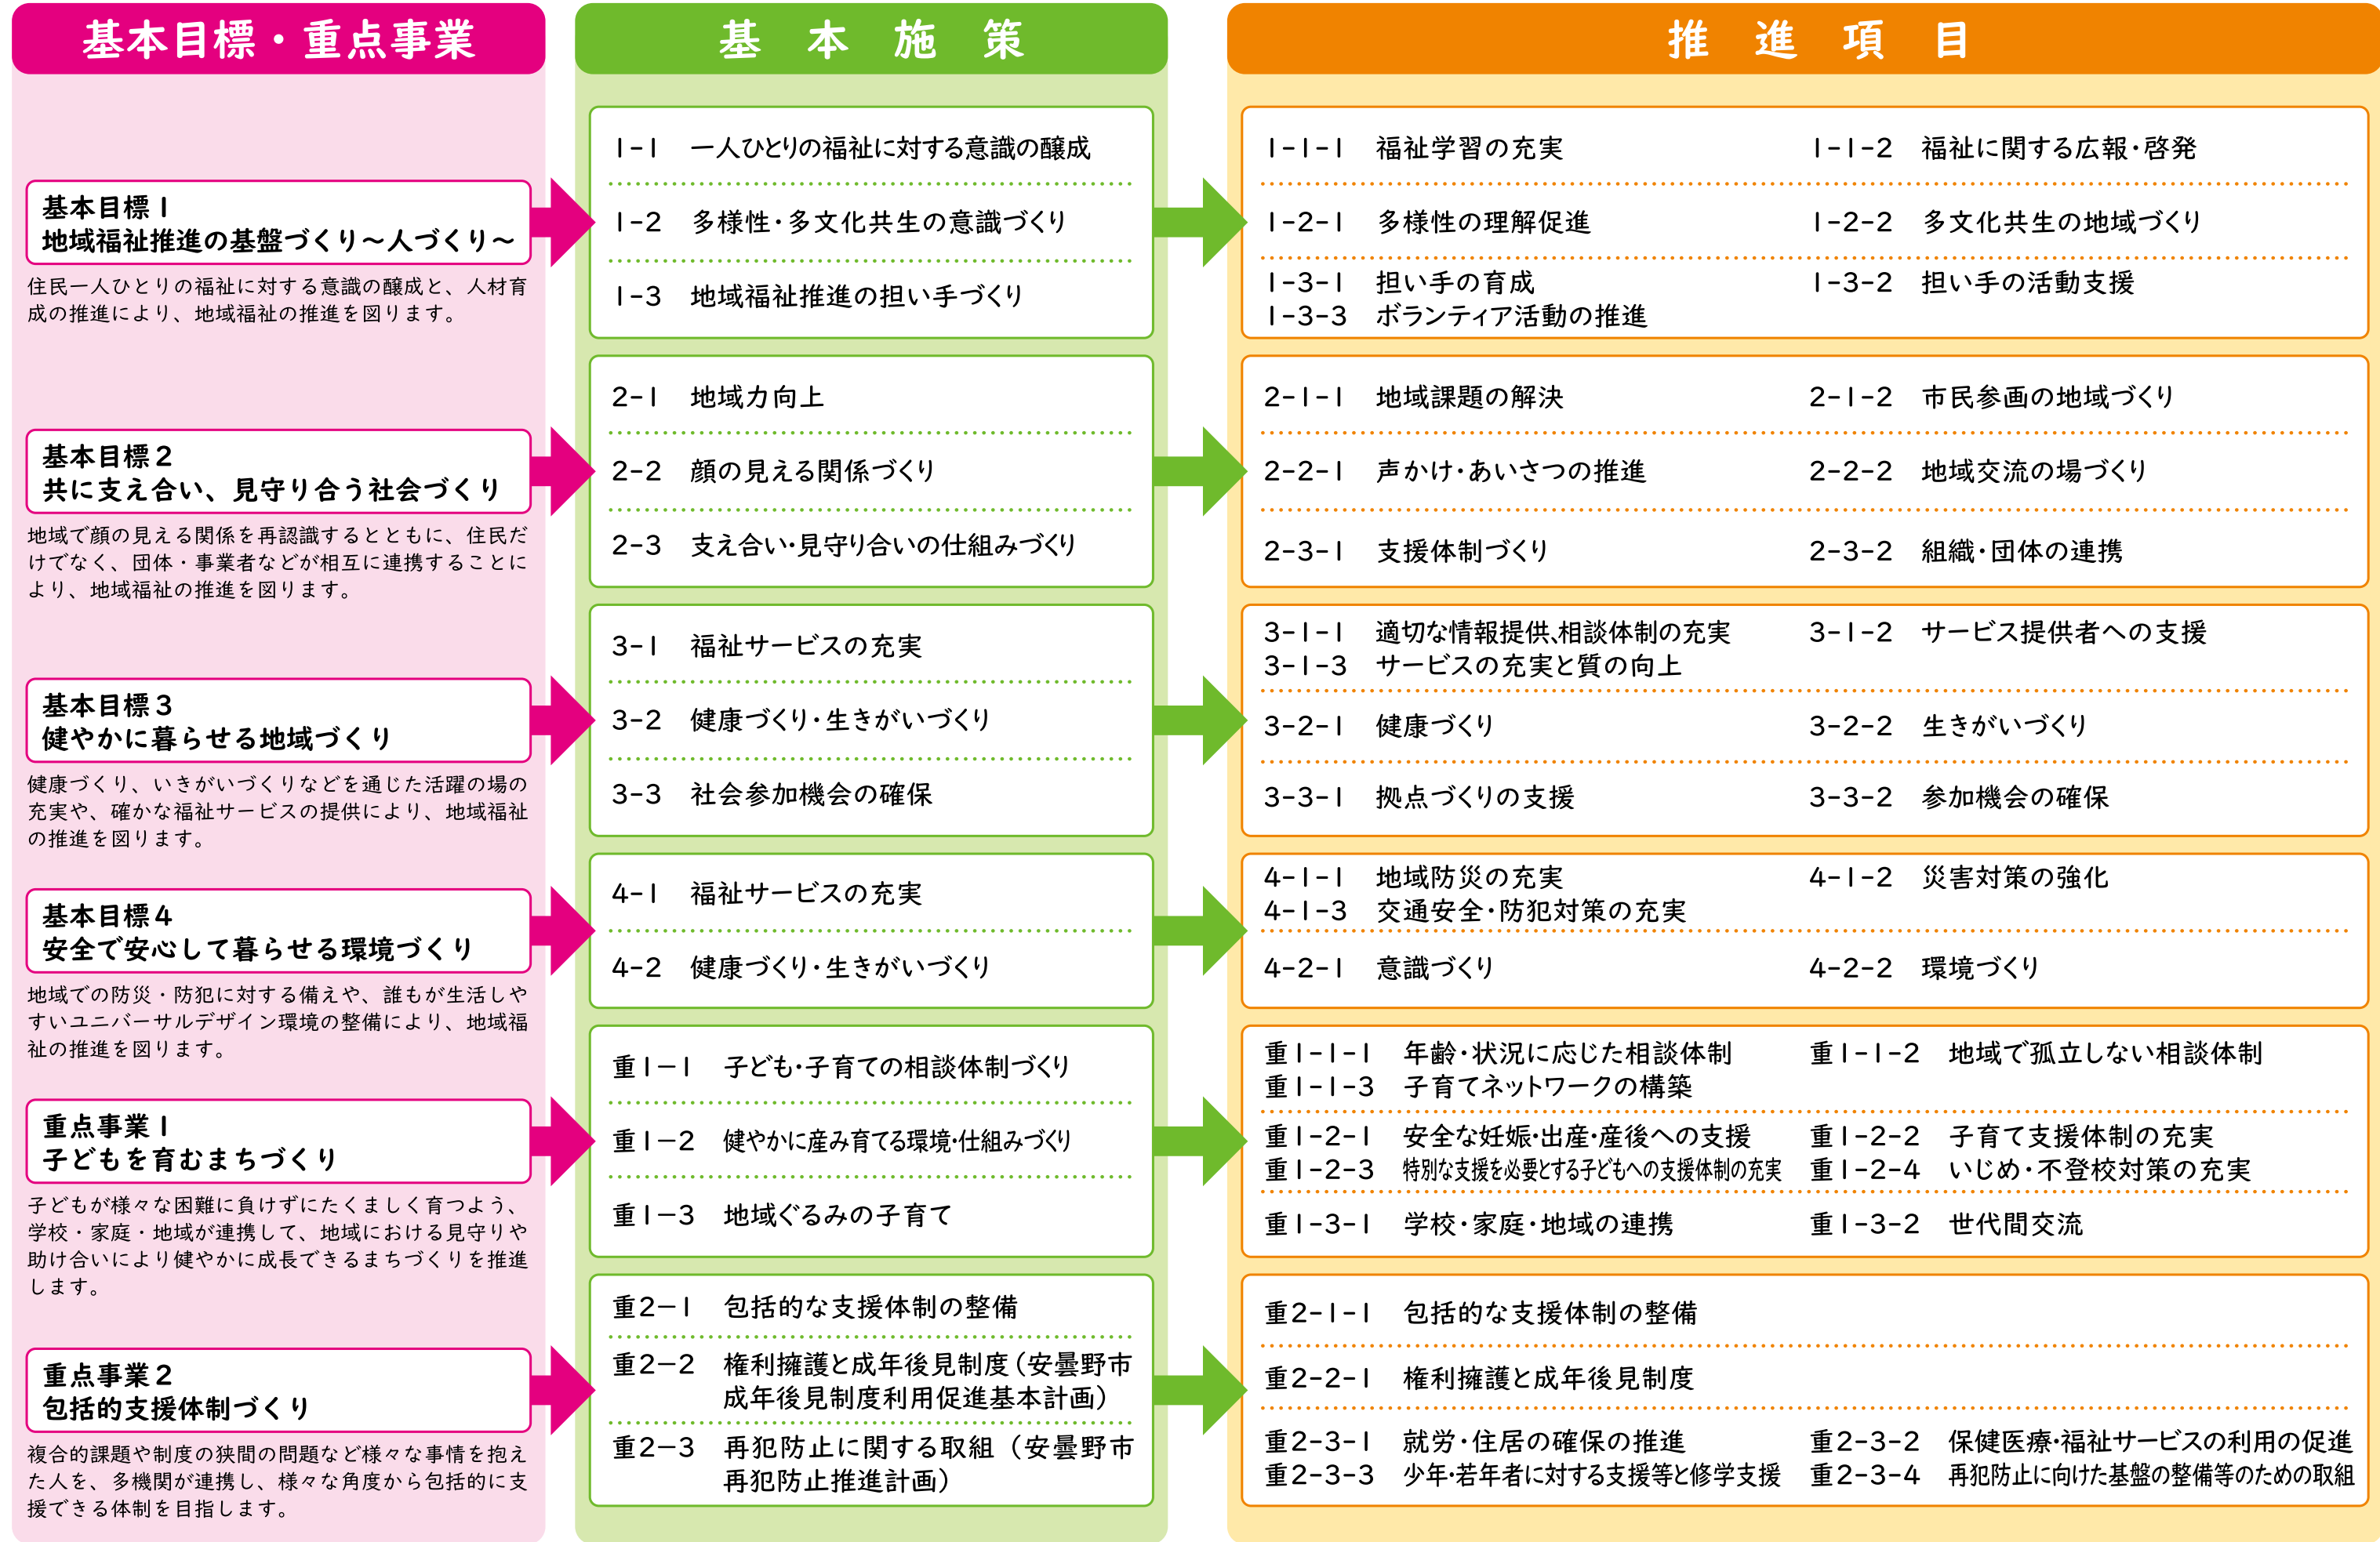 基本目標・重点事業
基本施策
推進項目
基本目標1
地域福祉推進の基盤づくり～人づくり～
住民一人ひとりの福祉に対する意識の醸成と、人材育
成の推進により、地域福祉の推進を図ります。
1-1 一人ひとりの福祉に対する意識の醸成
1-2 多様性・多文化共生の意識づくり
1-3 地域福祉推進の担い手づくり
1-1-1 福祉学習の充実 1-1-2 福祉に関する広報・啓発
1-2-1 多様性の理解促進 1-2-2 多文化共生の地域づくり
1-3-1 担い手の育成 1-3-2 担い手の活動支援
1-3-3 ボランティア活動の推進
基本目標2
共に支え合い、見守り合う社会づくり
地域で顔の見える関係を再認識するとともに、住民だ
けでなく、団体・事業者などが相互に連携することに
より、地域福祉の推進を図ります。
2-1 地域力向上
2-2 顔の見える関係づくり
2-3 支え合い・見守り合いの仕組みづくり
2-1-1 地域課題の解決 2-1-2 市民参画の地域づくり
2-2-1 声かけ・あいさつの推進 2-2-2 地域交流の場づくり
2-3-1 支援体制づくり 2-3-2 組織・団体の連携
基本目標3
健やかに暮らせる地域づくり
健康づくり、いきがいづくりなどを通じた活躍の場の
充実や、確かな福祉サービスの提供により、地域福祉
の推進を図ります。
3-1 福祉サービスの充実
3-2 健康づくり・生きがいづくり
3-3 社会参加機会の確保
3-1-1 適切な情報提供、相談体制の充実 3-1-2 サービス提供者への支援
3-1-3 サービスの充実と質の向上
3-2-1 健康づくり 3-2-2 生きがいづくり
3-3-1 拠点づくりの支援 3-3-2 参加機会の確保
基本目標4
安全で安心して暮らせる環境づくり
地域での防災・防犯に対する備えや、誰もが生活しや
すいユニバーサルデザイン環境の整備により、地域福
祉の推進を図ります。
4-1 福祉サービスの充実
4-2 健康づくり・生きがいづくり
4-1-1 地域防災の充実 4-1-2 災害対策の強化
4-1-3 交通安全・防犯対策の充実
4-2-1 意識づくり 4-2-2 環境づくり
重点事業1
子どもを育むまちづくり
子どもが様々な困難に負けずにたくましく育つよう、
学校・家庭・地域が連携して、地域における見守りや
助け合いにより健やかに成長できるまちづくりを推進
します。
重1-1 子ども・子育ての相談体制づくり
重1-2 健やかに産み育てる環境・仕組みづくり
重1-3 地域ぐるみの子育て
重1-1-1 年齢・状況に応じた相談体制 重1-1-2 地域で孤立しない相談体制
重1-1-3 子育てネットワークの構築
重1-2-1 安全な妊娠・出産・産後への支援 重1-2-2 子育て支援体制の充実
重1-2-3 特別な支援を必要とする子どもへの支援体制の充実 重1-2-4 いじめ・不登校対策の充実
重1-3-1 学校・家庭・地域の連携 重1-3-2 世代間交流
重点事業2
包括的支援体制づくり
複合的課題や制度の狭間の問題など様々な事情を抱え
た人を、多機関が連携し、様々な角度から包括的に支
援できる体制を目指します。
重2-1 包括的な支援体制の整備
重2-2 権利擁護と成年後見制度（安曇野市
成年後見制度利用促進基本計画）
重2-3 再犯防止に関する取組（安曇野市
再犯防止推進計画）
重2-1-1 包括的な支援体制の整備
重2-2-1 権利擁護と成年後見制度
重2-3-1 就労・住居の確保の推進 重2-3-2 保健医療・福祉サービスの利用の促進
重2-3-3 少年・若年者に対する支援等と修学支援 重2-3-4 再犯防止に向けた基盤の整備等のための取組